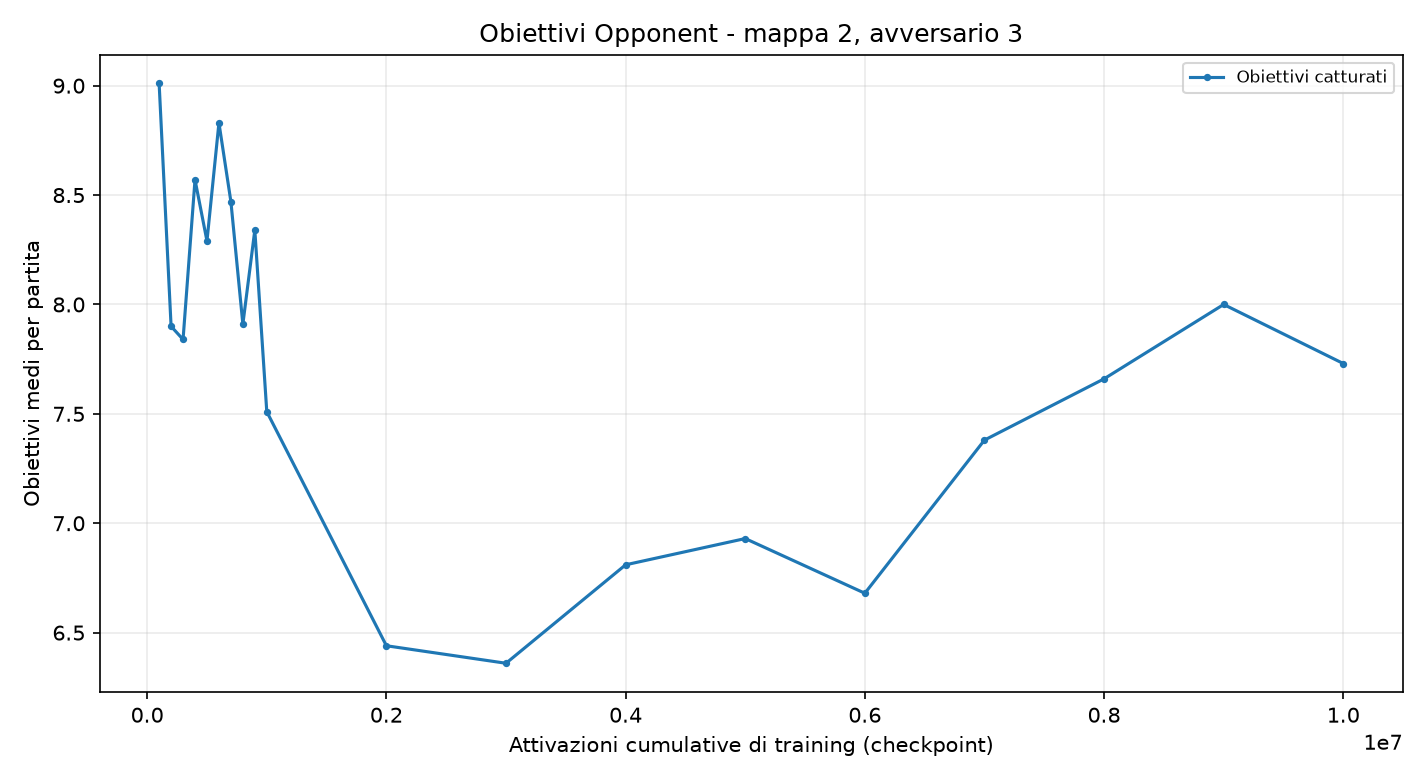 Obiettivi Opponent - mappa 2, avversario 3
Obiettivi catturati
Obiettivi medi per partita
9.0
8.5
8.0
7.5
7.0
6.5
0.0 0.2 0.4 0.6 0.8 1.0
1e7
Attivazioni cumulative di training (checkpoint)